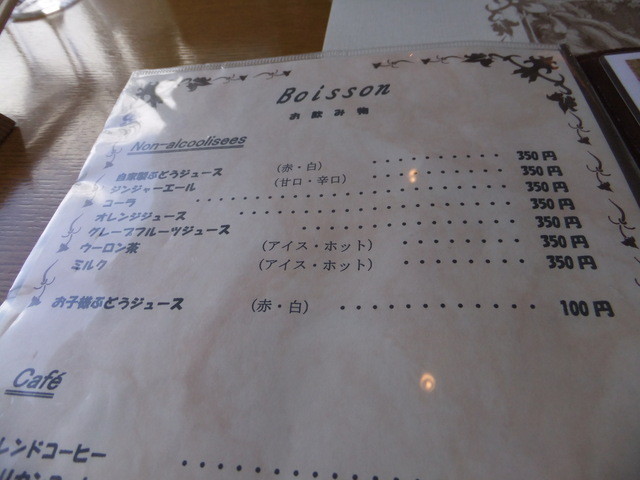 Boisson
お飲み物
Non-alcoolisees
自家製ぶどうジュース (赤・白) ・・・・・・・・・ 350円
ジンジャーエール (甘口・辛口) ・・・・・・・・・ 350円
コーラ ・・・・・・・・・・・・・・・・・・・・ 350円
オレンジジュース ・・・・・・・・・・・・・・・・・ 350円
グレープフルーツジュース ・・・・・・・・・・・・・ 350円
ウーロン茶 (アイス・ホット) ・・・・・・・ 350円
ミルク (アイス・ホット) ・・・・・・・ 350円
お子様ぶどうジュース (赤・白) ・・・・・・・・・・・・ 100円
Café
レンドコーヒー ・・・・・・・・・・・